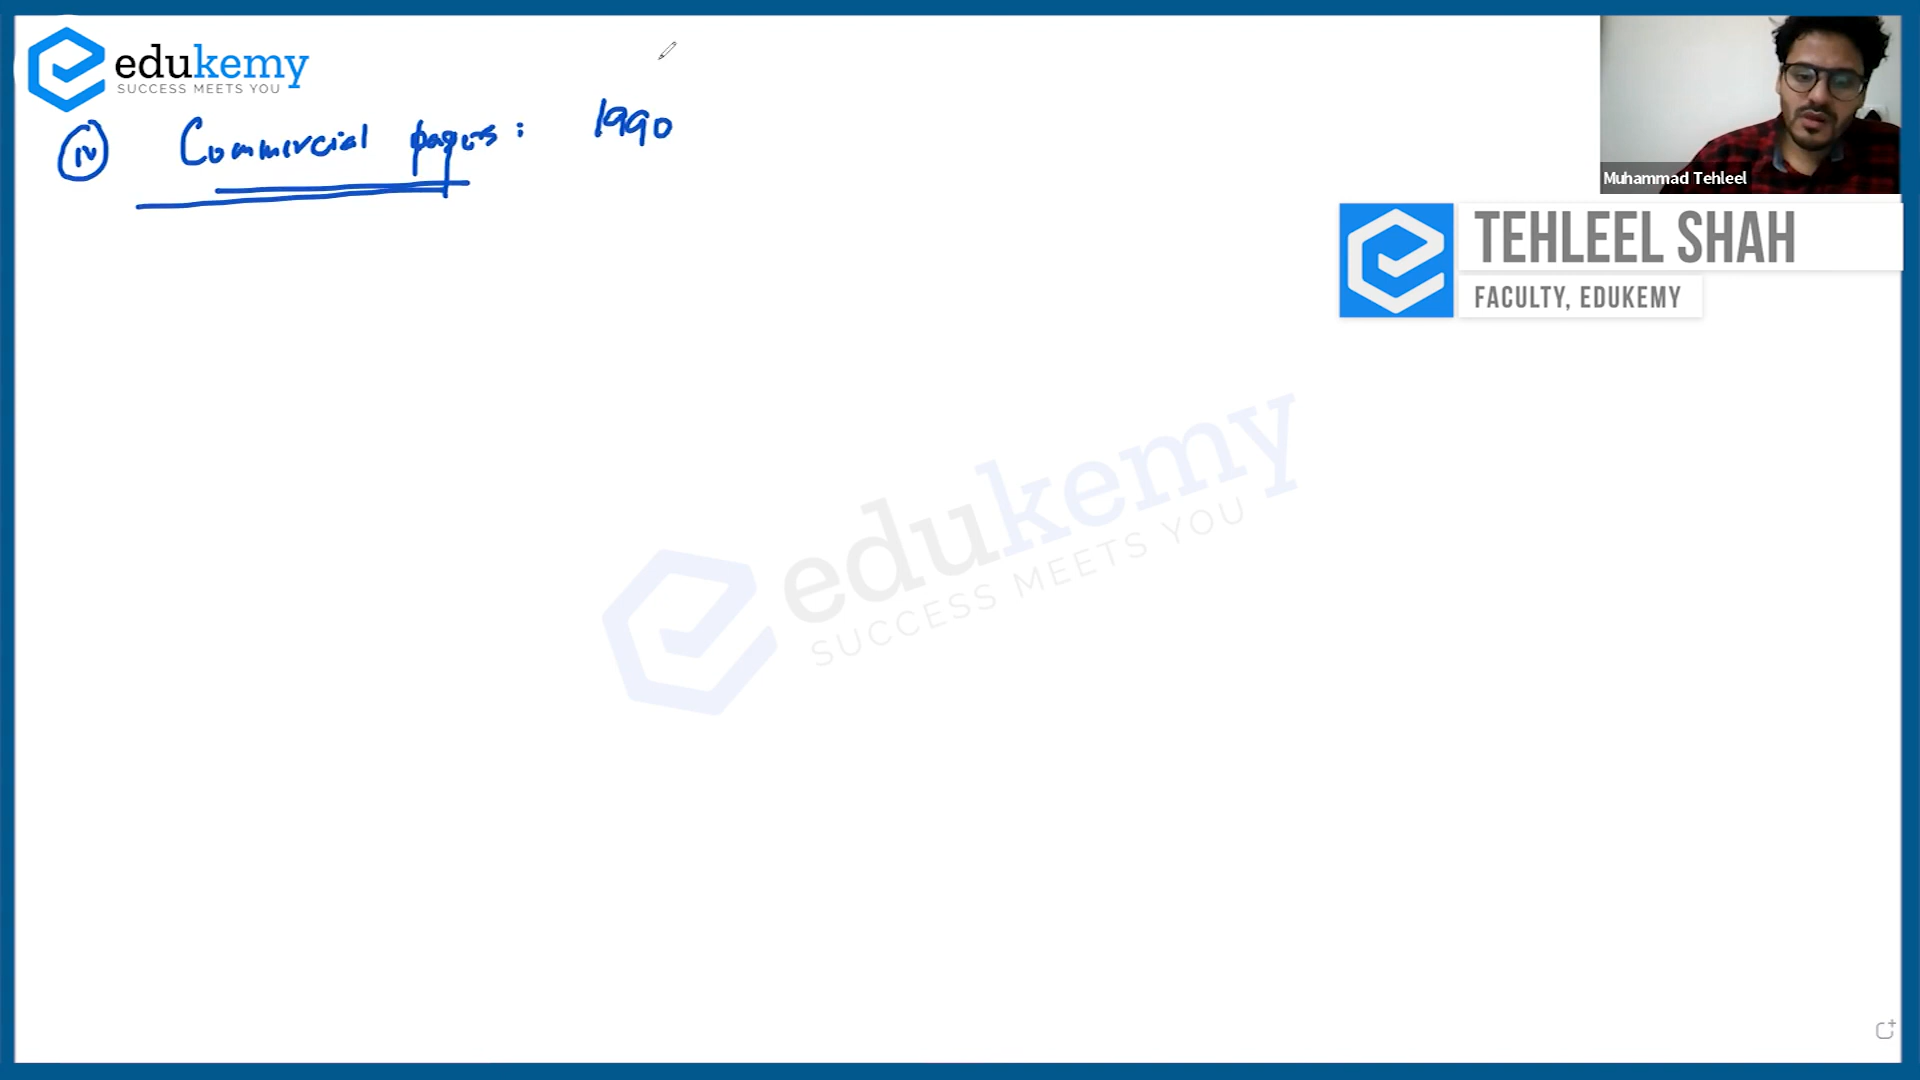 edukemy
SUCCESS MEETS YOU
iv Commercial papers : 1990
Muhammad Tehleel
TEHLEEL SHAH
FACULTY, EDUKEMY
edukemy
SUCCESS MEETS YOU